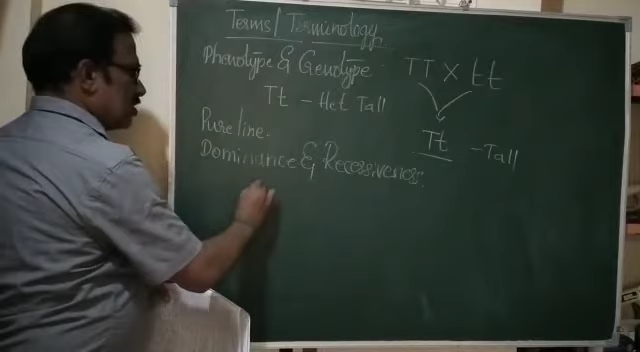 Terms/Terminology
Phenotype & Genotype
Tt - Het Tall
Pure line.
Dominance & Recessiveness:
TT x tt
Tt - Tall